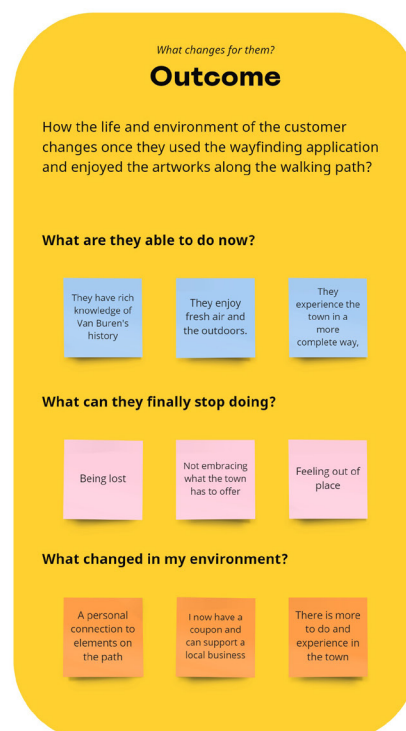 What changes for them?
Outcome
How the life and environment of the customer
changes once they used the wayfinding application
and enjoyed the artworks along the walking path?
What are they able to do now?
They have rich
knowledge of
Van Buren's
history
They enjoy
fresh air and
the outdoors.
They
experience the
town in a
more
complete way,
What can they finally stop doing?
Being lost
Not embracing
what the town
has to offer
Feeling out of
place
What changed in my environment?
A personal
connection to
elements on
the path
I now have a
coupon and
can support a
local business
There is more
to do and
experience in
the town